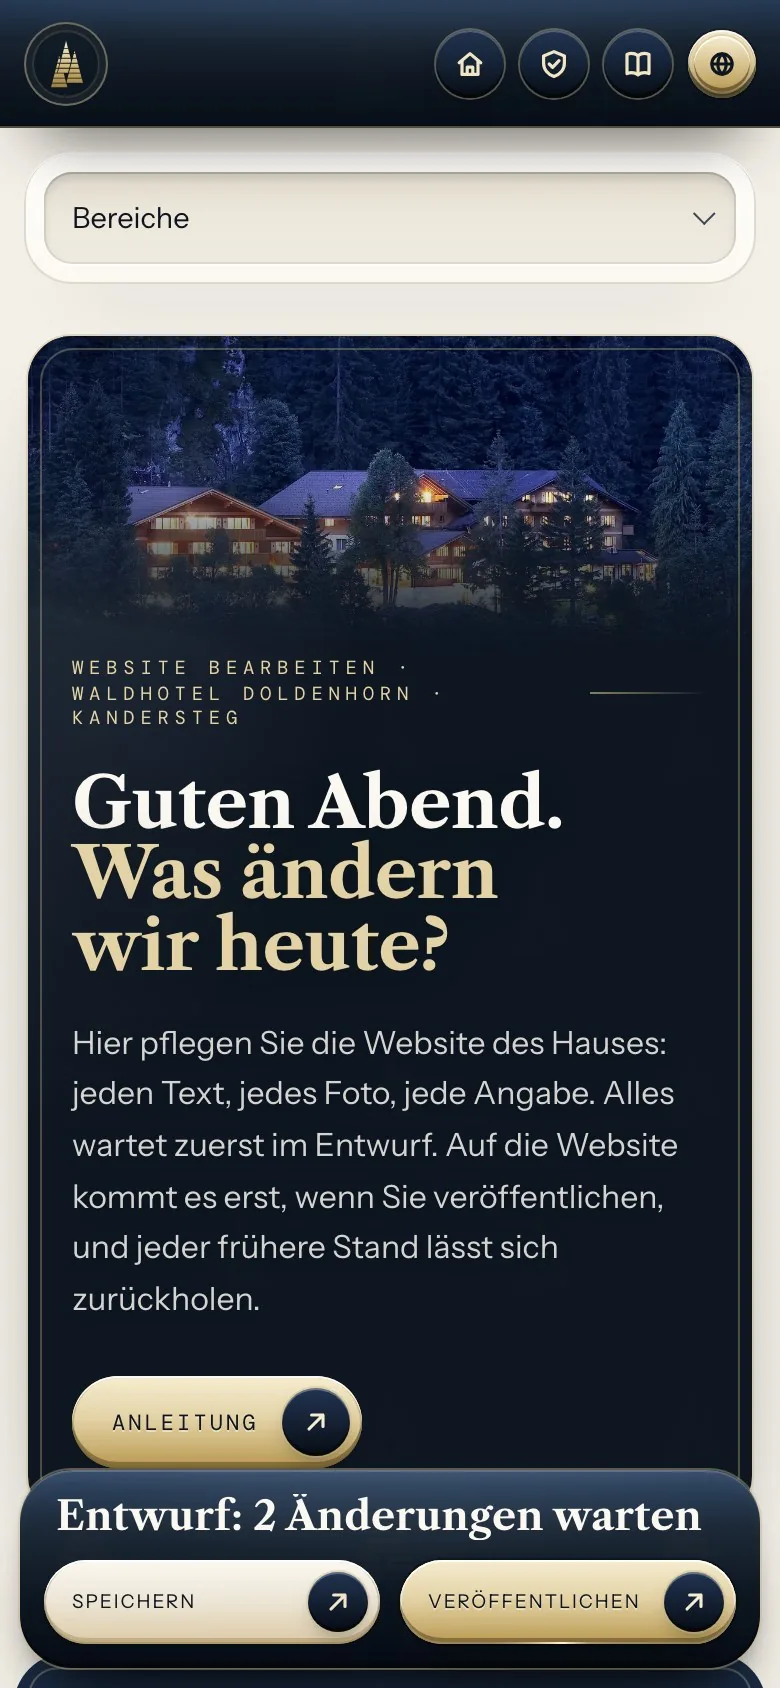 Bereiche
WEBSITE BEARBEITEN ·
WALDHOTEL DOLDENHORN ·
KANDERSTEG
Guten Abend.
Was ändern
wir heute?
Hier pflegen Sie die Website des Hauses:
jeden Text, jedes Foto, jede Angabe. Alles
wartet zuerst im Entwurf. Auf die Website
kommt es erst, wenn Sie veröffentlichen,
und jeder frühere Stand lässt sich
zurückholen.
ANLEITUNG
Entwurf: 2 Änderungen warten
SPEICHERN
VERÖFFENTLICHEN